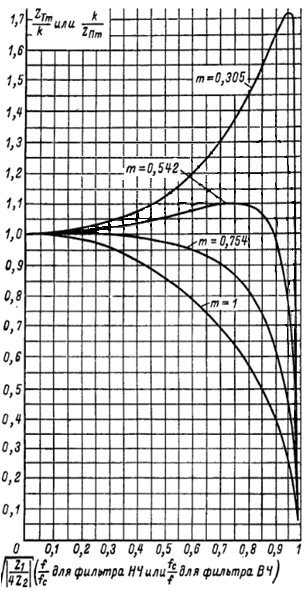 1,7 Z_Tm/k или k/Z_Пm
1,6
1,5
m=0,305
1,4
1,3
m=0,542
1,2
1,1
1,0
m=0,754
0,9
0,8
m=1
0,7
0,6
0,5
0,4
0,3
0,2
0,1
0 0,1 0,2 0,3 0,4 0,5 0,6 0,7 0,8 0,9 1
√|Z₁/4Z₂| (f/f_c для фильтра НЧ или f_c/f для фильтра ВЧ)